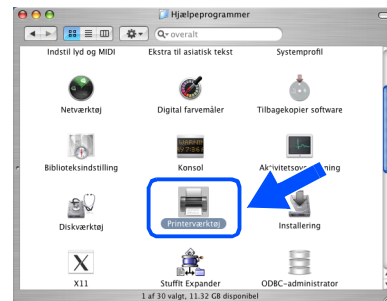 Hjælpeprogrammer
overalt
Indstil lyd og MIDI
Ekstra til asiatisk tekst
Systemprofil
Netværktøj
Digital farvemåler
Tilbagekopier software
Biblioteksindstilling
Konsol
Diskværktøj
Printerværktøj
Installering
X11
StuffIt Expander
ODBC-administrator
1 af 30 valgt, 11.32 GB disponibel